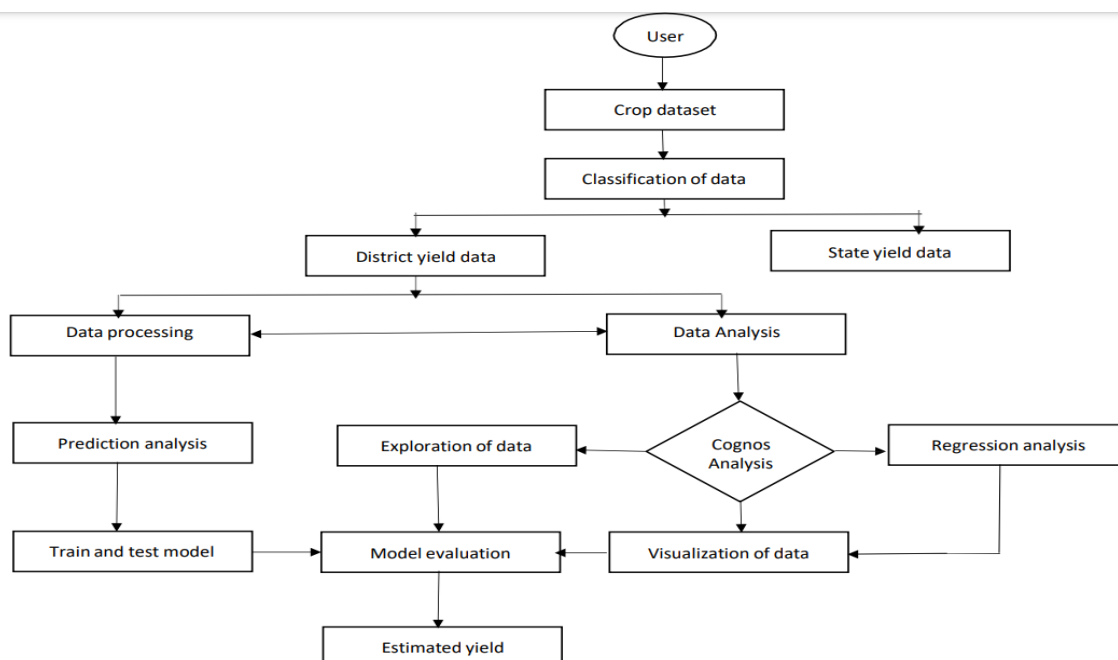 User
Crop dataset
Classification of data
District yield data
State yield data
Data processing
Data Analysis
Prediction analysis
Exploration of data
Cognos
Analysis
Regression analysis
Train and test model
Model evaluation
Visualization of data
Estimated yield